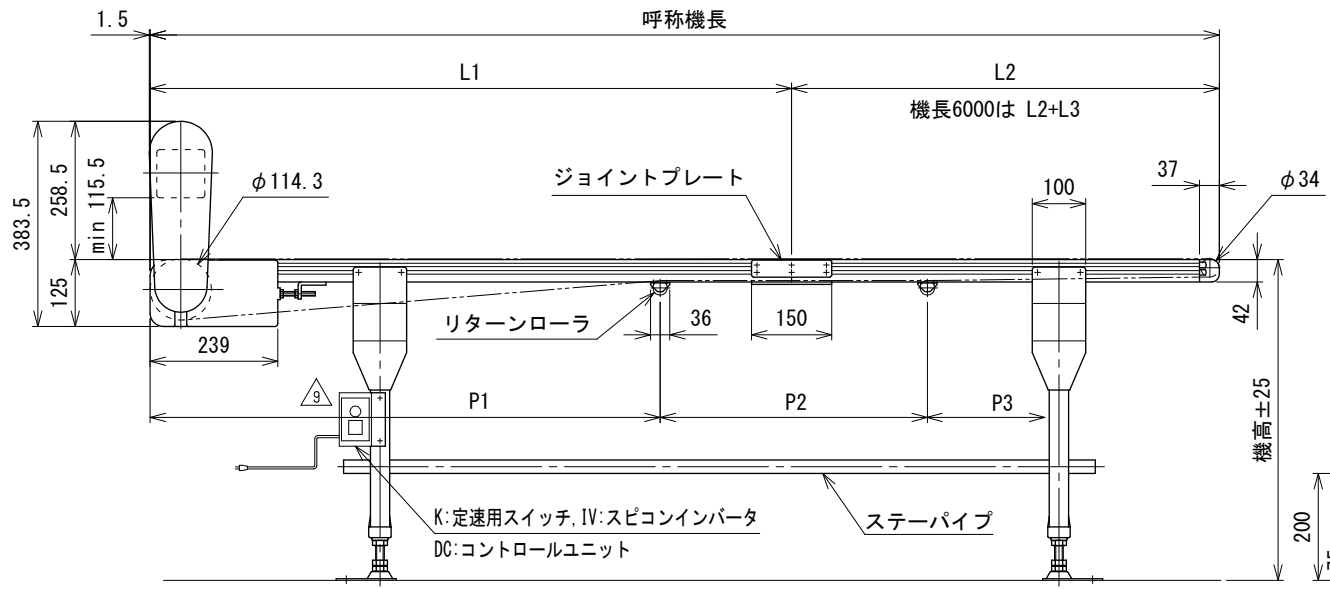 1.5
呼称機長
L1
L2
機長6000は L2+L3
383.5
258.5
min 115.5
125
φ114.3
ジョイントプレート
100
37
φ34
リターンローラ
36
150
42
239
P1
P2
P3
9
機高±25
K:定速用スイッチ,IV:スピコンインバータ
DC:コントロールユニット
ステーパイプ
200